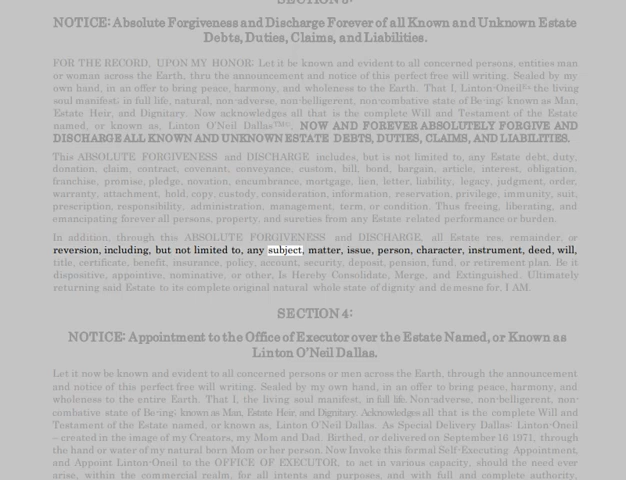 SECTION 3:
NOTICE: Absolute Forgiveness and Discharge Forever of all Known and Unknown Estate
Debts, Duties, Claims, and Liabilities.
FOR THE RECORD, UPON MY HONOR: Let it be known and evident to all concerned persons, entities man
or woman across the Earth, thru the announcement and notice of this perfect free will writing. Sealed by my
own hand, in an offer to bring peace, harmony, and wholeness to the Earth. That I, Linton-Oneil the living
soul manifest; in full life, natural, non-adverse, non-belligerent, non-combative state of Be-ing; known as Man,
Estate Heir, and Dignitary. Now acknowledges all that is the complete Will and Testament of the Estate
named, or known as, Linton O'Neil Dallas NOW AND FOREVER ABSOLUTELY FORGIVE AND
DISCHARGE ALL KNOWN AND UNKNOWN ESTATE DEBTS, DUTIES, CLAIMS, AND LIABILITIES.
This ABSOLUTE FORGIVENESS and DISCHARGE includes, but is not limited to, any Estate debt, duty,
donation, claim, contract, covenant, conveyance, custom, bill, bond, bargain, article, interest, obligation,
franchise, promise, pledge, novation, encumbrance, mortgage, lien, letter, liability, legacy, judgment, order,
warranty, attachment, hold, copy, custody, consideration, information, reservation, privilege, immunity, suit,
prescription, responsibility, administration, management, term, or condition. Thus freeing, liberating, and
emancipating forever all persons, property, and sureties from any Estate related performance or burden.
In addition, through this ABSOLUTE FORGIVENESS and DISCHARGE, all Estate res, remainder, or
reversion, including, but not limited to, any subject, matter, issue, person, character, instrument, deed, will,
title, certificate, benefit, insurance, policy, account, security, deposit, pension, fund, or retirement plan. Be it
dispositive, appointive, nominative, or other, Is Hereby Consolidato, Merge, and Extinguished. Ultimately
returning said Estate to its complete original natural whole state of dignity and demesne for, I AM.
SECTION 4:
NOTICE: Appointment to the Office of Executor over the Estate Named, or Known as
Linton O'Neil Dallas.
Let it now be known and evident to all concerned persons or men across the Earth, through the announcement
and notice of this perfect free will writing. Sealed by my own hand, in an offer to bring peace, harmony, and
wholeness to the entire Earth. That I, the living soul manifest, in full life. Non-adverse, non-belligerent, non-
combative state of Be-ing; known as Man, Estate Heir, and Dignitary. Acknowledges all that is the complete Will and
Testament of the Estate named, or known as, Linton O'Neil Dallas. As Special Delivery Dallas: Linton-Oneil
– created in the image of my Creators, my Mom and Dad. Birthed, or delivered on September 16 1971, through
the hand or water of my natural born Mom or her person. Now Invoke this formal Self-Executing Appointment,
and Appoint Linton-Oneil to the OFFICE OF EXECUTOR, to act in various capacity, should the need ever
arise, within the commercial realm, for all intents and purposes, and with full complete authority,